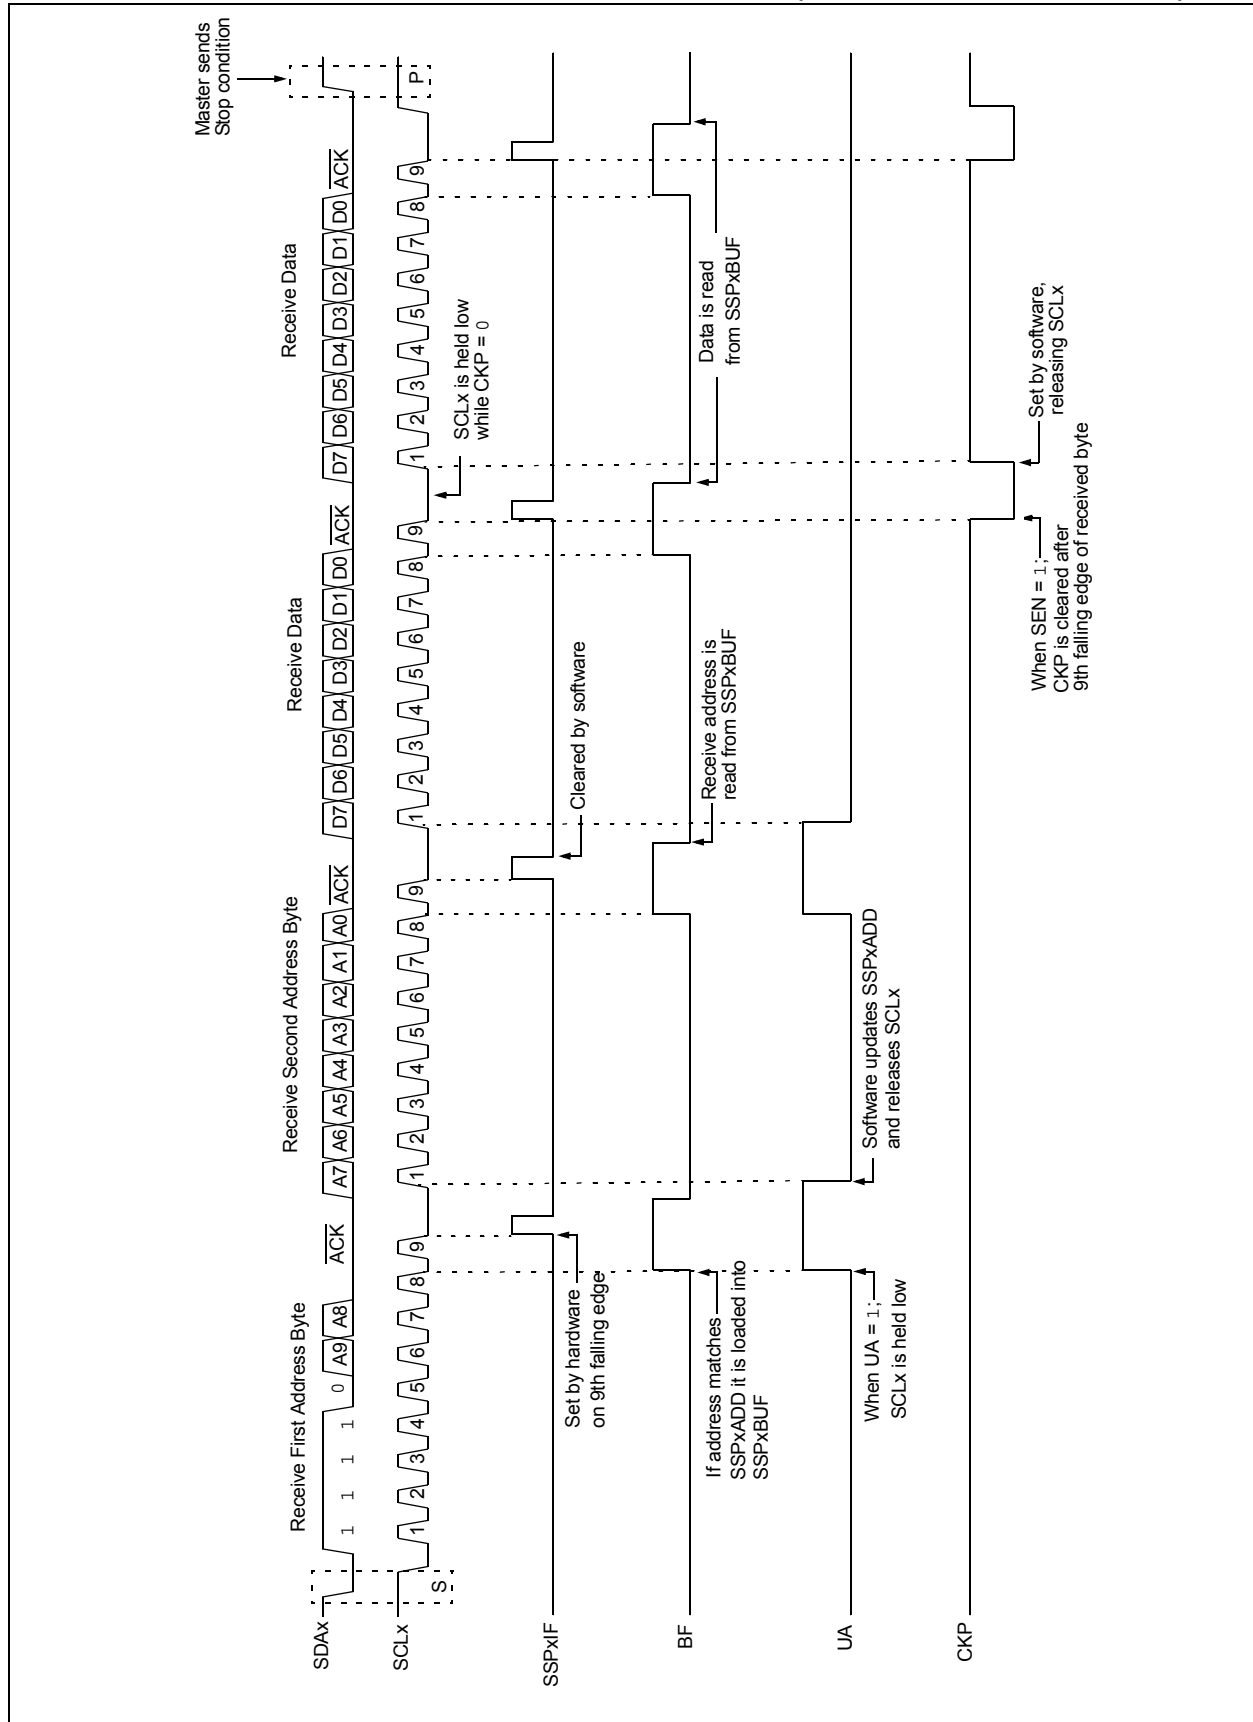 Master sends
Stop condition
Receive First Address Byte
Receive Second Address Byte
Receive Data
Receive Data
SDAx
1 1 1 1 0 A9 A8 ACK
A7 A6 A5 A4 A3 A2 A1 A0 ACK
D7 D6 D5 D4 D3 D2 D1 D0 ACK
D7 D6 D5 D4 D3 D2 D1 D0 ACK
SCLx
S
1 2 3 4 5 6 7 8 9
1 2 3 4 5 6 7 8 9
1 2 3 4 5 6 7 8 9
1 2 3 4 5 6 7 8 9
P
SCLx is held low
while CKP = 0
SSPxIF
Set by hardware
on 9th falling edge
Cleared by software
BF
If address matches
SSPxADD it is loaded into
SSPxBUF
Receive address is
read from SSPxBUF
Data is read
from SSPxBUF
UA
When UA = 1;
SCLx is held low
Software updates SSPxADD
and releases SCLx
CKP
When SEN = 1;
CKP is cleared after
9th falling edge of received byte
Set by software,
releasing SCLx